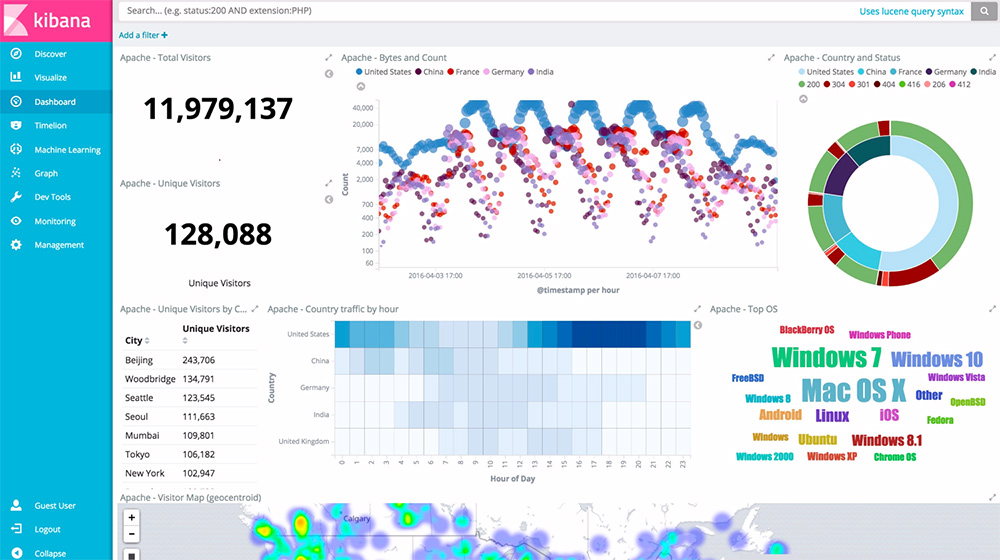 kibana
Search... (e.g. status:200 AND extension:PHP)
Uses lucene query syntax
Add a filter +
Discover
Visualize
Dashboard
Timelion
Machine Learning
Graph
Dev Tools
Monitoring
Management
Guest User
Logout
Collapse
Apache - Total Visitors
11,979,137
Apache - Unique Visitors
128,088
Unique Visitors
Apache - Bytes and Count
United States China France Germany India
40,000
20,000
7,000
4,000
2,000
700
400
200
100
60
Count
2016-04-03 17:00 2016-04-05 17:00 2016-04-07 17:00
@timestamp per hour
Apache - Country and Status
United States China France Germany India
200 304 301 404 416 206 412
Apache - Unique Visitors by C...
City Unique Visitors
Beijing 243,706
Woodbridge 134,791
Seattle 123,545
Seoul 111,663
Mumbai 109,801
Tokyo 106,182
New York 102,947
Apache - Country traffic by hour
United States
China
Germany
India
United Kingdom
Country
0 1 2 3 4 5 6 7 8 9 10 11 12 13 14 15 16 17 18 19 20 21 22 23
Hour of Day
Apache - Top OS
BlackBerry OS
Windows Phone
Windows 7
Windows 10
FreeBSD
Windows Vista
Mac OS X
Windows 8
Other
OpenBSD
Android
Linux
iOS
Fedora
Windows
Ubuntu
Windows 8.1
Windows 2000
Windows XP
Chrome OS
Apache - Visitor Map (geocentroid)
+
−
Calgary